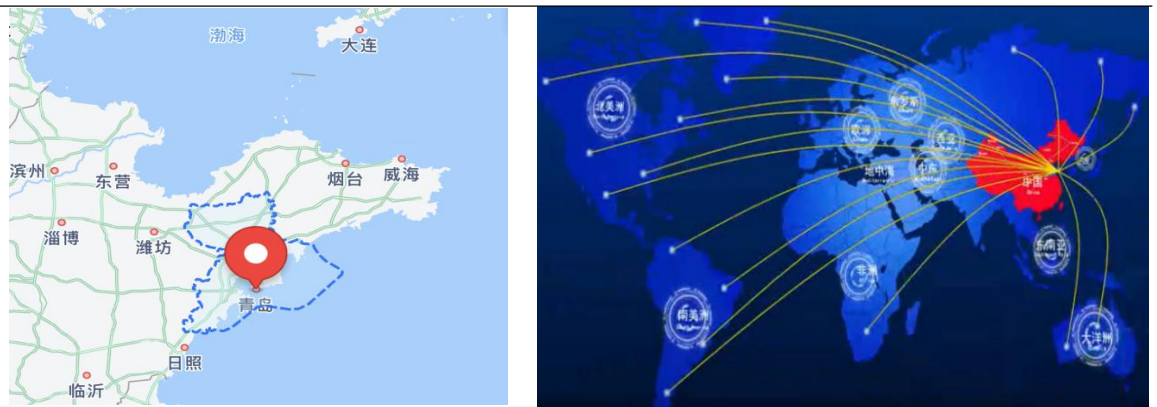 渤海
大连
滨州
东营
烟台
威海
淄博
潍坊
青岛
日照
临沂
北美洲
俄罗斯
欧洲
地中海
中东
中国
China
东南亚
非洲
南美洲
大洋洲